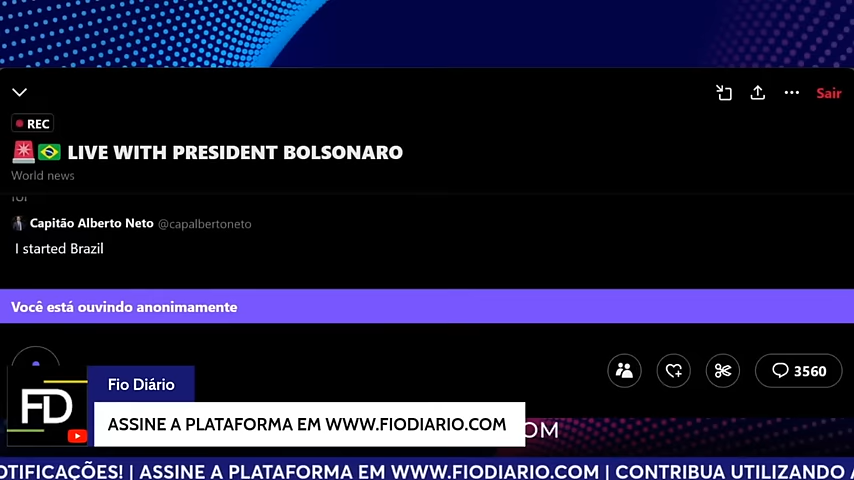 Sair
REC
LIVE WITH PRESIDENT BOLSONARO
World news
Capitão Alberto Neto @capalbertoneto
I started Brazil
Você está ouvindo anonimamente
3560
Fio Diário
FD
ASSINE A PLATAFORMA EM WWW.FIODIARIO.COM
OM
OTIFICAÇÕES! | ASSINE A PLATAFORMA EM WWW.FIODIARIO.COM | CONTRIBUA UTILIZANDO A